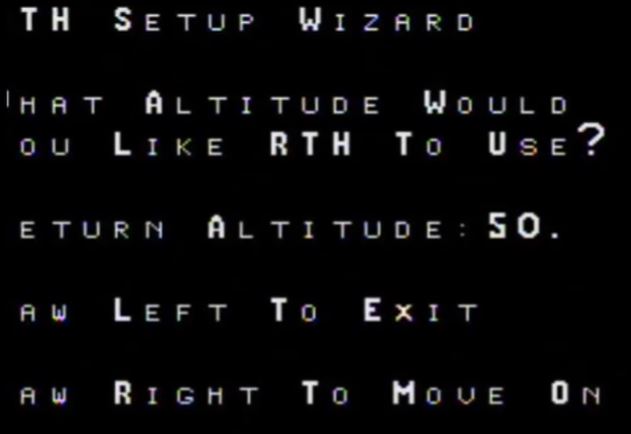 TH Setup Wizard
hat Altitude Would
ou Like RTH To Use?
eturn Altitude: 50.
aw Left To Exit
aw Right To Move On